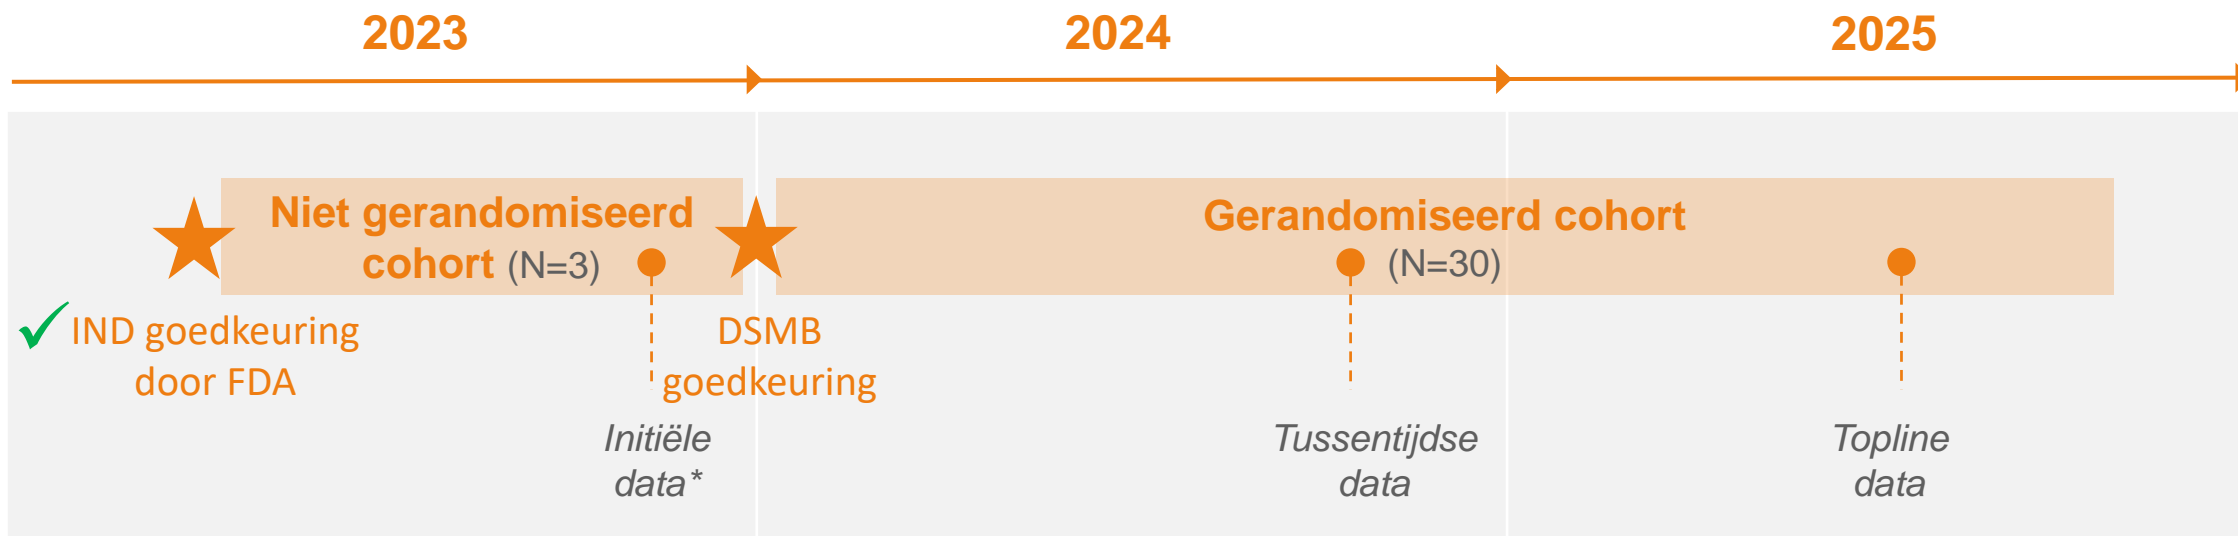 2023
2024
2025
Niet gerandomiseerd
cohort (N=3)
Gerandomiseerd cohort
(N=30)
IND goedkeuring
door FDA
DSMB
goedkeuring
Initiële
data*
Tussentijdse
data
Topline
data